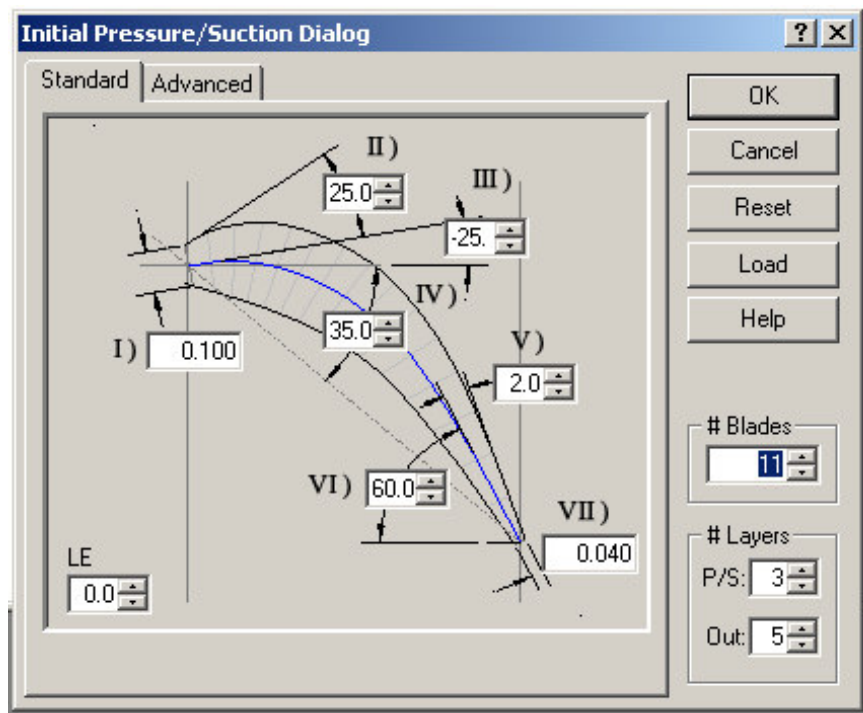 Initial Pressure/Suction Dialog
Standard
Advanced
OK
Cancel
Reset
Load
Help
II )
25.0
III )
-25.
IV )
35.0
I )
0.100
V )
2.0
VI )
60.0
VII )
0.040
LE
0.0
# Blades
11
# Layers
P/S: 3
Out: 5